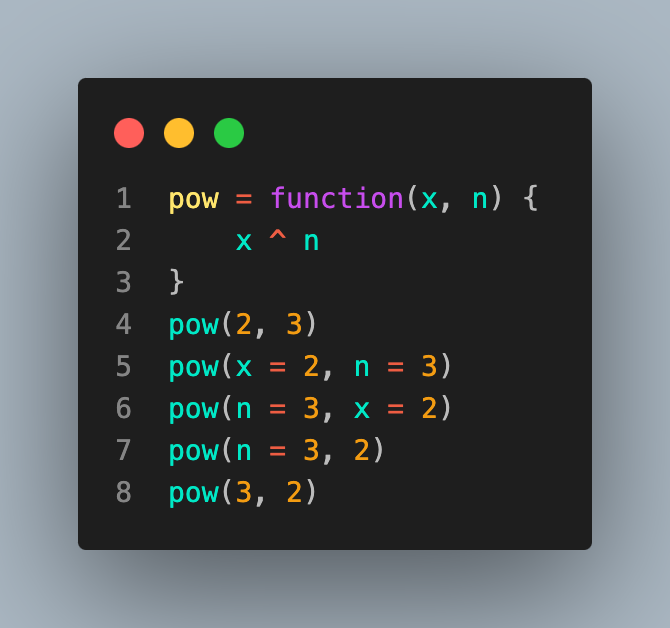 1 pow = function(x, n) {
2     x ^ n
3 }
4 pow(2, 3)
5 pow(x = 2, n = 3)
6 pow(n = 3, x = 2)
7 pow(n = 3, 2)
8 pow(3, 2)